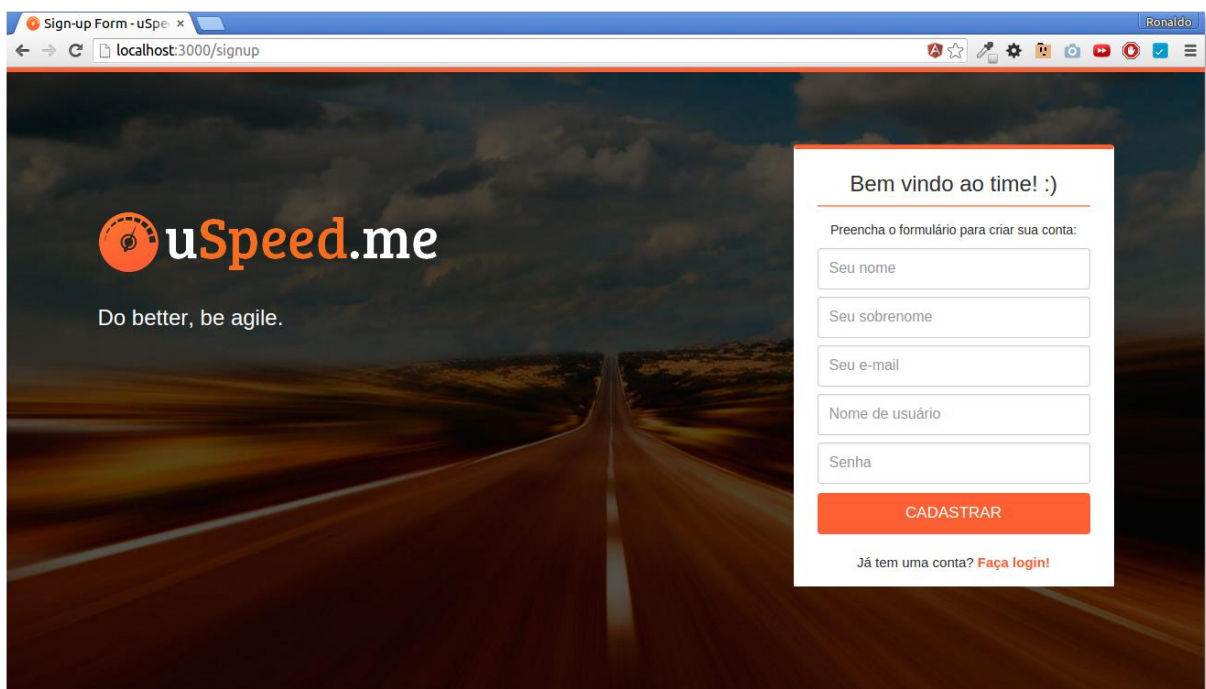 Sign-up Form - uSpe
Ronaldo
localhost:3000/signup
uSpeed.me
Do better, be agile.
Bem vindo ao time! :)
Preencha o formulário para criar sua conta:
Seu nome
Seu sobrenome
Seu e-mail
Nome de usuário
Senha
CADASTRAR
Já tem uma conta? Faça login!